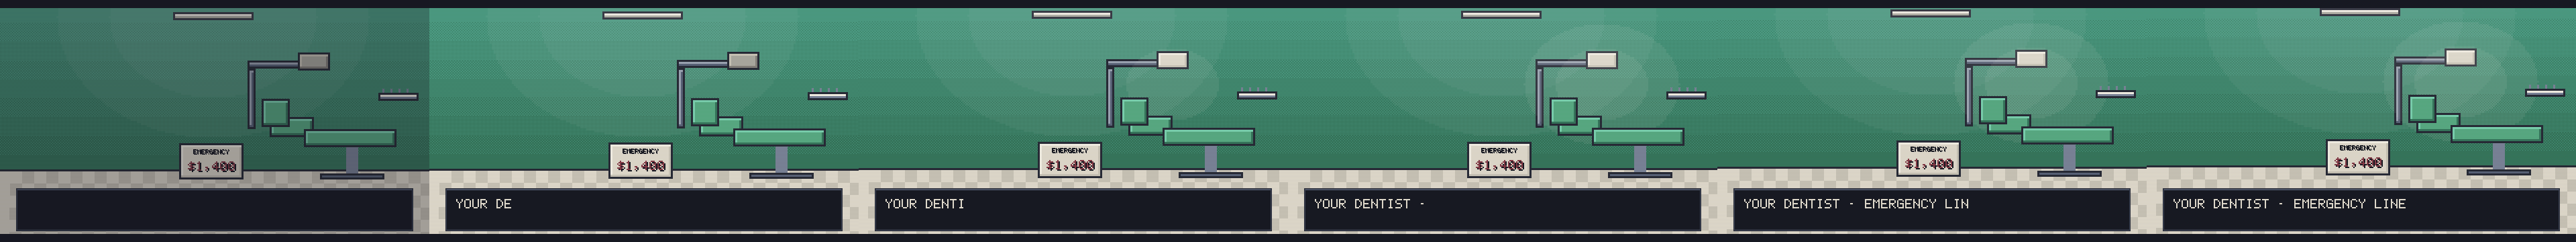 EMERGENCY
$1,400
EMERGENCY
$1,400
YOUR DE
EMERGENCY
$1,400
YOUR DENTI
EMERGENCY
$1,400
YOUR DENTIST -
EMERGENCY
$1,400
YOUR DENTIST - EMERGENCY LIN
EMERGENCY
$1,400
YOUR DENTIST - EMERGENCY LINE